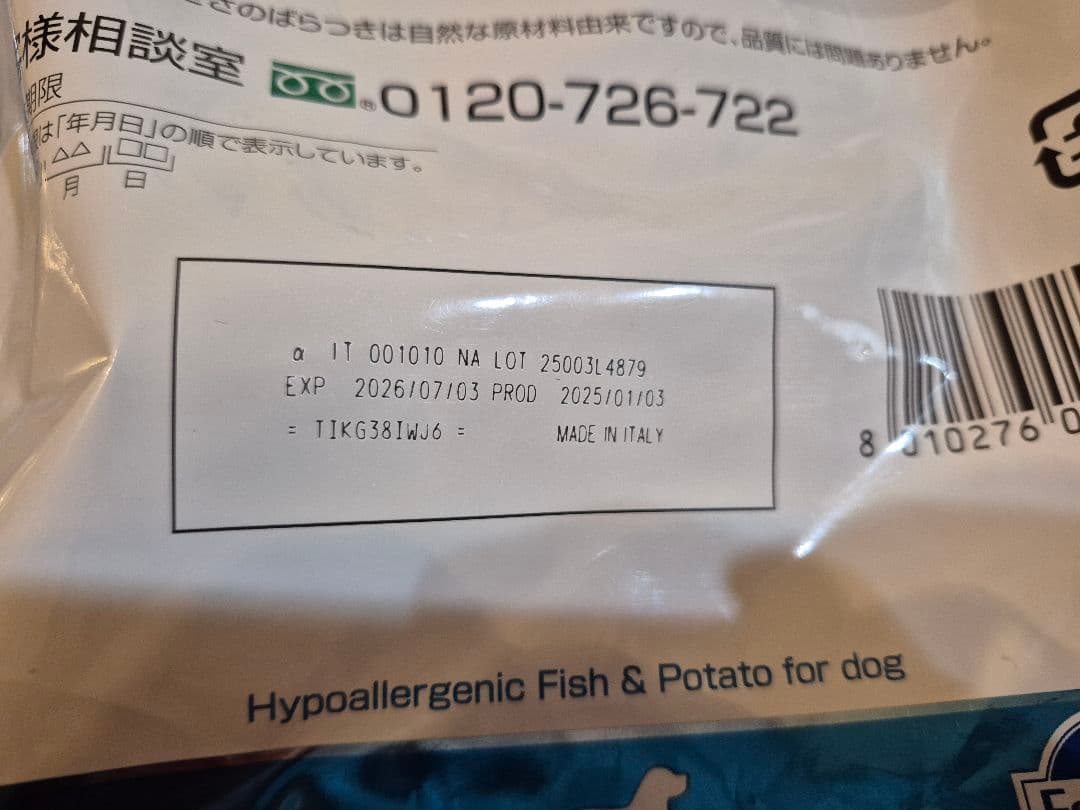 さのばらつきは自然な原材料由来ですので、品質には問題ありません。
様相談室 ® 0120-726-722
期限
は「年月日」の順で表示しています。
△△ □□
月 日
α IT 001010 NA LOT 25003L4879
EXP 2026/07/03 PROD 2025/01/03
= TIKG38IWJ6 = MADE IN ITALY
8 010276 0
Hypoallergenic Fish & Potato for dog